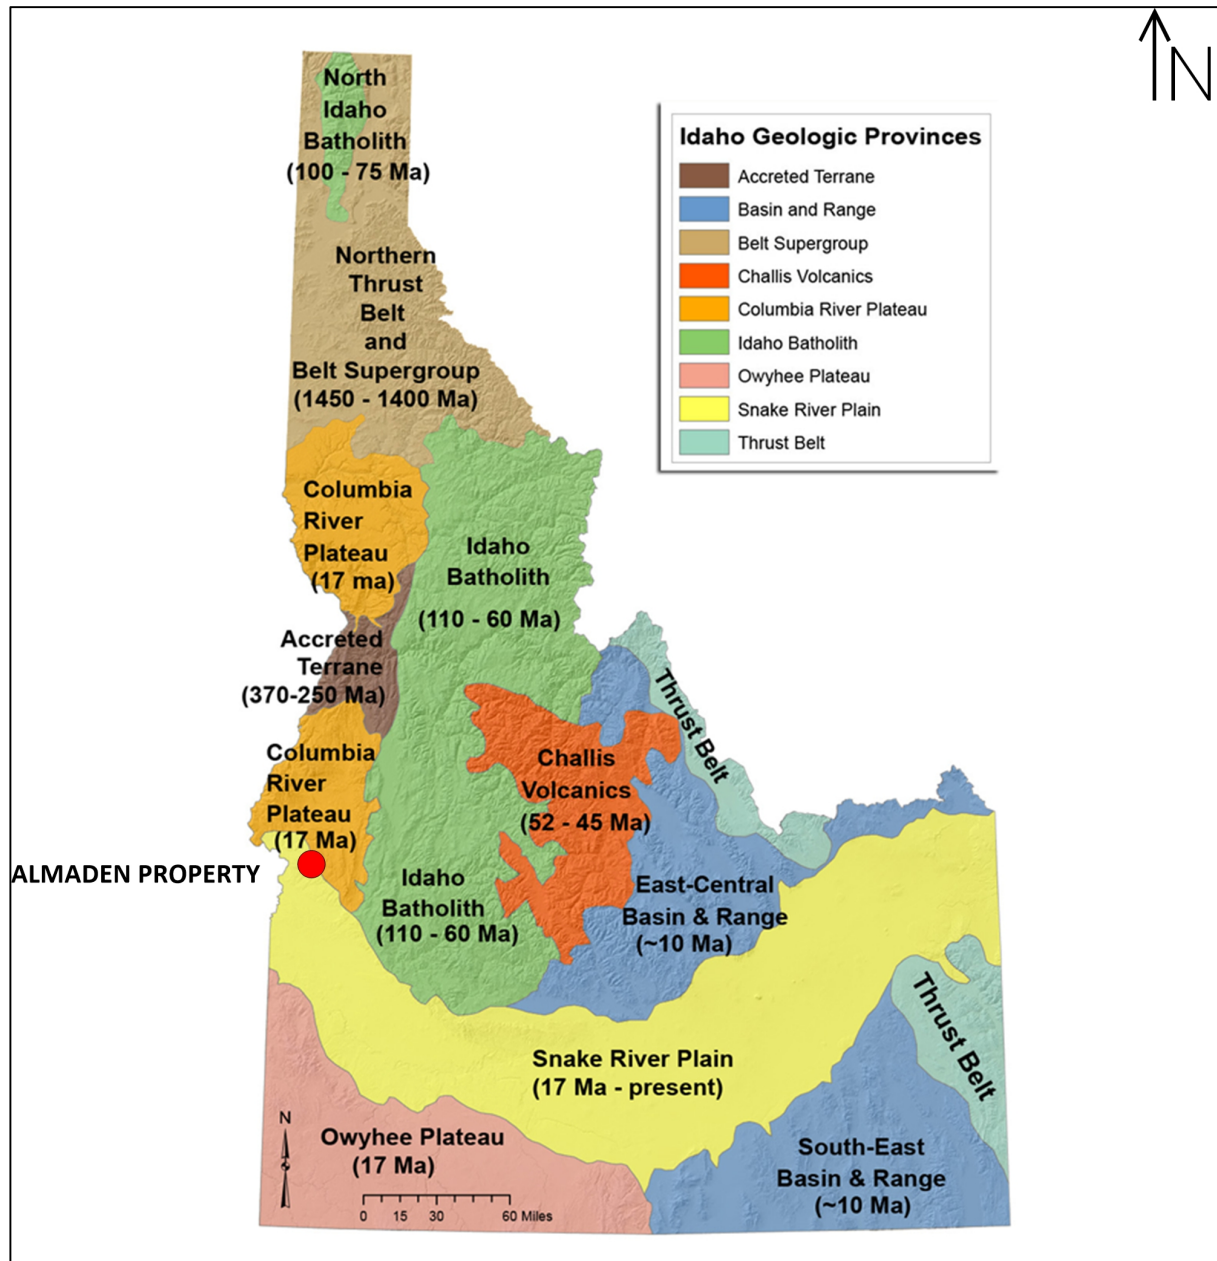 N
North
Idaho
Batholith
(100 - 75 Ma)
Idaho Geologic Provinces
Accreted Terrane
Basin and Range
Belt Supergroup
Challis Volcanics
Columbia River Plateau
Idaho Batholith
Owyhee Plateau
Snake River Plain
Thrust Belt
Northern
Thrust
Belt
and
Belt Supergroup
(1450 - 1400 Ma)
Columbia
River
Plateau
(17 ma)
Idaho
Batholith
(110 - 60 Ma)
Accreted
Terrane
(370-250 Ma)
Thrust Belt
Columbia
River
Plateau
(17 Ma)
Challis
Volcanics
(52 - 45 Ma)
ALMADEN PROPERTY
Idaho
Batholith
(110 - 60 Ma)
East-Central
Basin & Range
(~10 Ma)
Thrust Belt
Snake River Plain
(17 Ma - present)
Owyhee Plateau
(17 Ma)
South-East
Basin & Range
(~10 Ma)
N
0 15 30 60 Miles